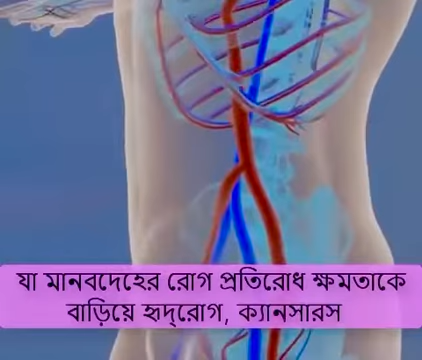 যা মানবদেহের রোগ প্রতিরোধ ক্ষমতাকে
বাড়িয়ে হৃদ্‌রোগ, ক্যানসারস